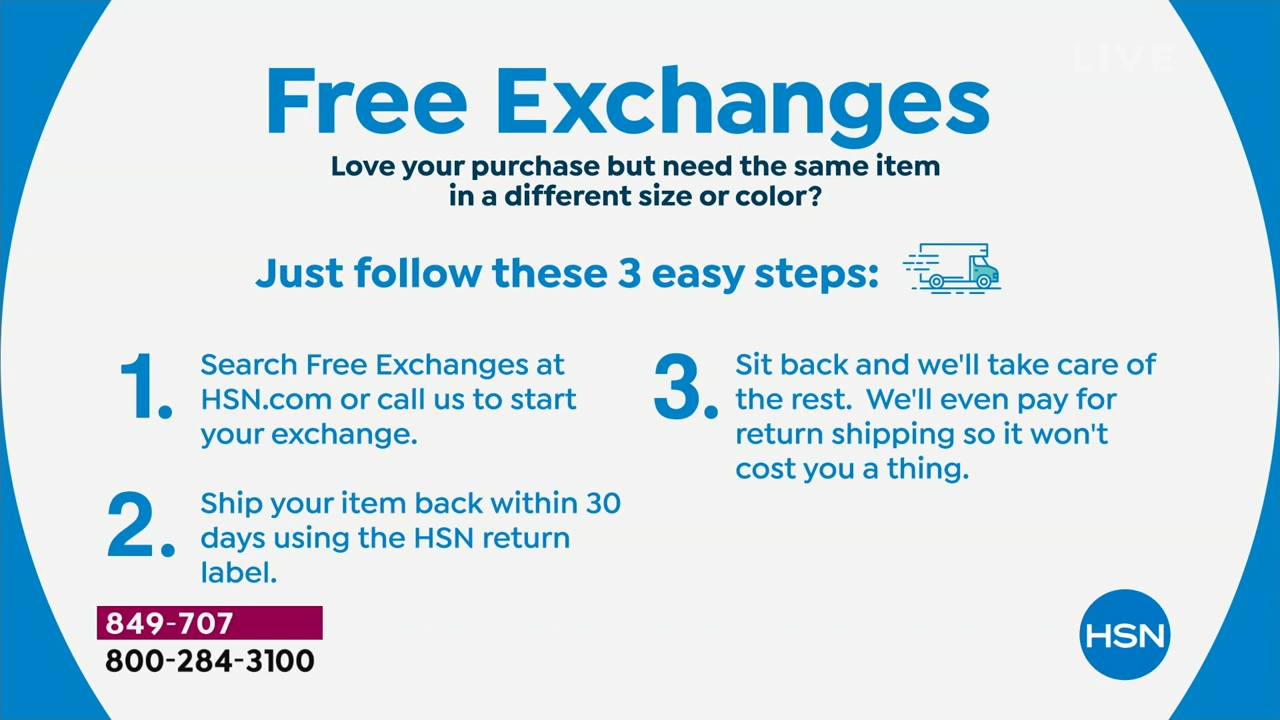 LIVE
Free Exchanges
Love your purchase but need the same item
in a different size or color?
Just follow these 3 easy steps:
1. Search Free Exchanges at
HSN.com or call us to start
your exchange.
2. Ship your item back within 30
days using the HSN return
label.
3. Sit back and we'll take care of
the rest.  We'll even pay for
return shipping so it won't
cost you a thing.
849-707
800-284-3100
HSN